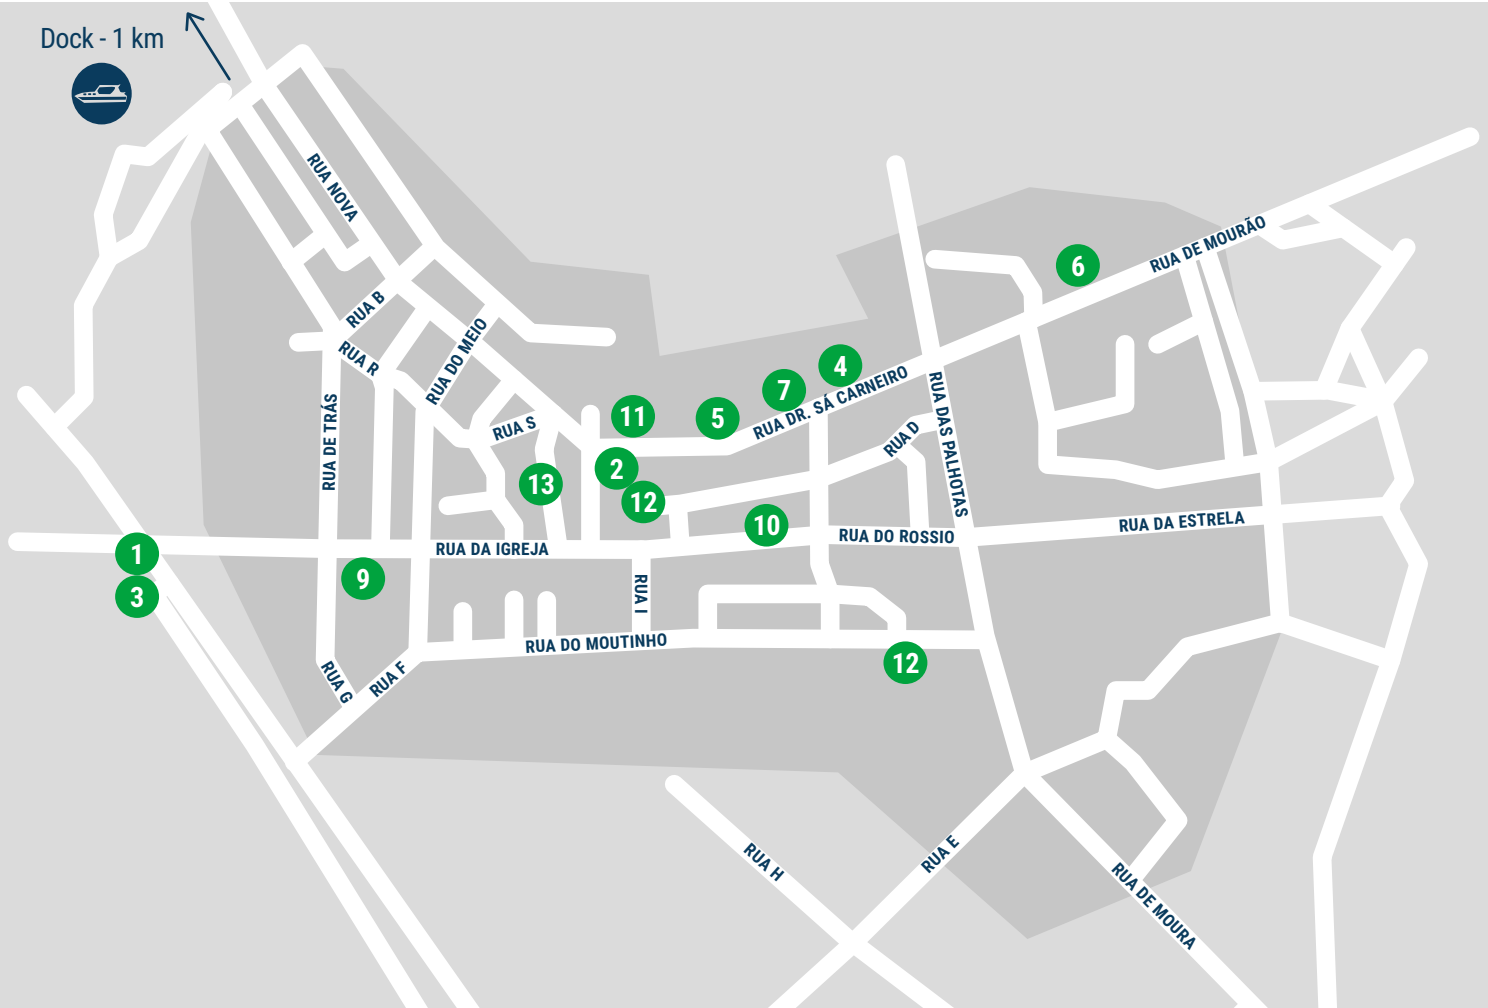 Dock - 1 km
RUA NOVA
RUA DE MOURÃO
6
RUA B
RUA R
RUA DO MEIO
4
7
RUA DR. SÁ CARNEIRO
5
11
RUA DE TRÁS
RUA S
RUA D
RUA DAS PALHOTAS
2
13
12
10
RUA DO ROSSIO
RUA DA ESTRELA
1
RUA DA IGREJA
3
9
RUA I
RUA DO MOUTINHO
12
RUA G
RUA F
RUA H
RUA E
RUA DE MOURA